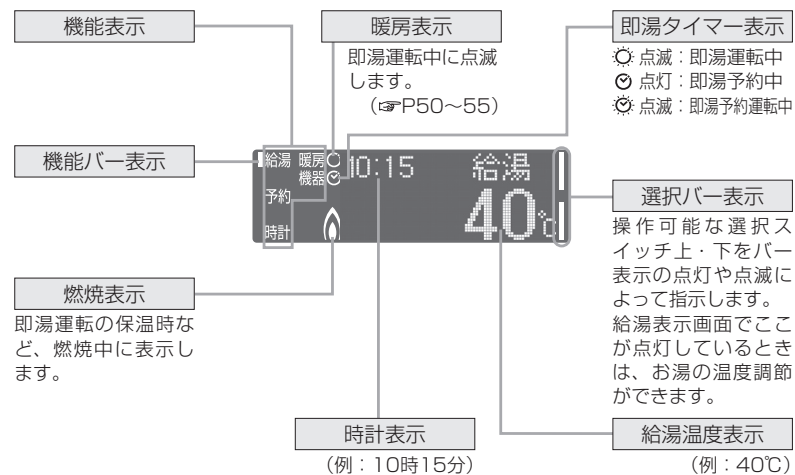 機能表示
暖房表示
即湯運転中に点滅
します。
(☞P50～55)
即湯タイマー表示
点滅：即湯運転中
点灯：即湯予約中
点滅：即湯予約運転中
機能バー表示
給湯 暖房 10:15 給湯
機器
予約
40℃
時計
選択バー表示
操作可能な選択ス
イッチ上・下をバー
表示の点灯や点滅に
よって指示します。
給湯表示画面でここ
が点灯しているとき
は、お湯の温度調節
ができます。
燃焼表示
即湯運転の保温時な
ど、燃焼中に表示し
ます。
時計表示
(例：10時15分)
給湯温度表示
(例：40℃)